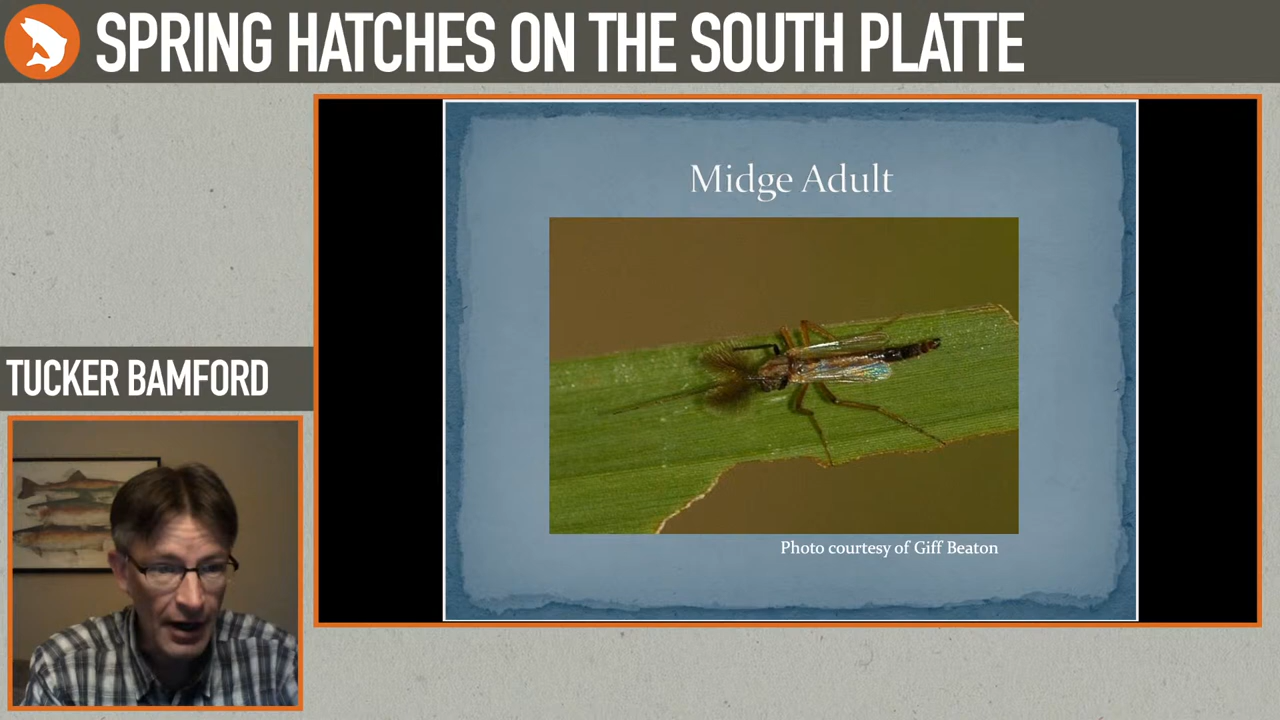 SPRING HATCHES ON THE SOUTH PLATTE
Midge Adult
Photo courtesy of Giff Beaton
TUCKER BAMFORD